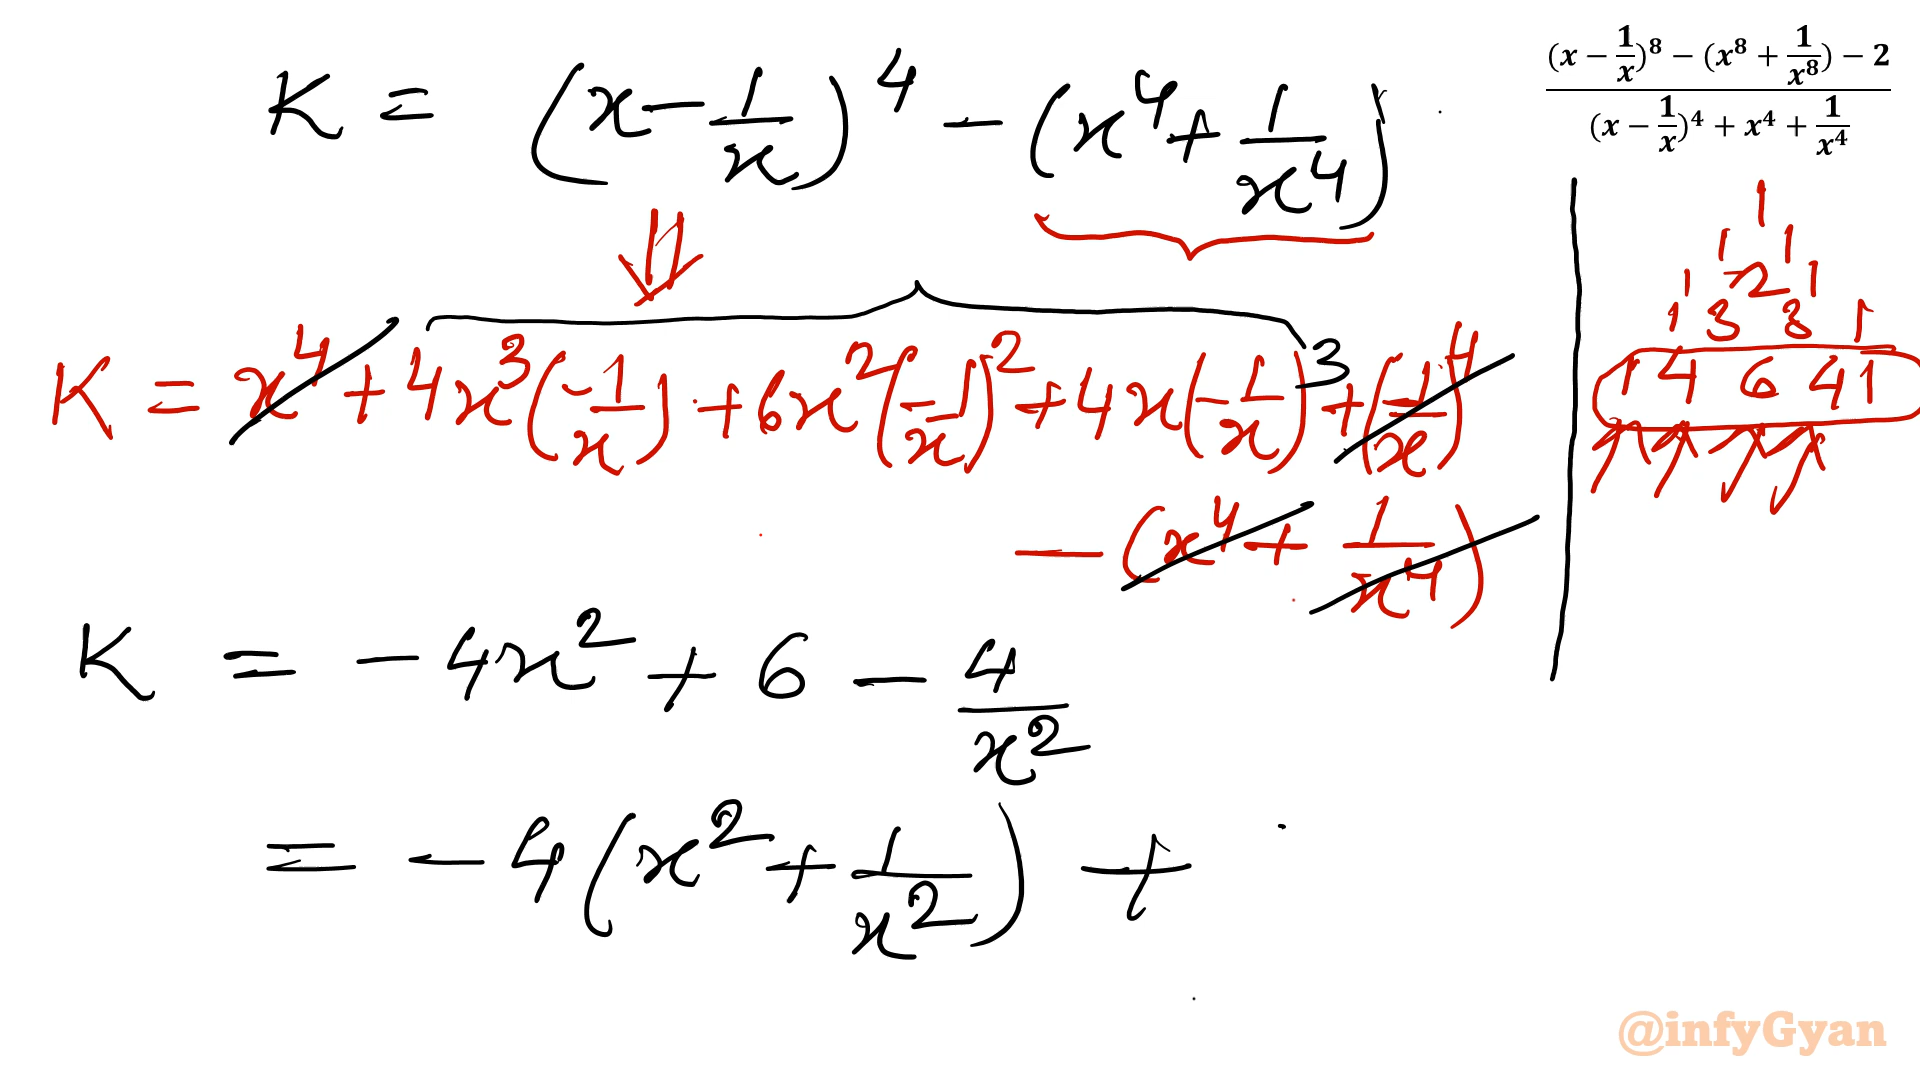 K = (x − 1/x)^4 − (x^4 + 1/x^4)
((x − 1/x)^8 − (x^8 + 1/x^8) − 2) / ((x − 1/x)^4 + x^4 + 1/x^4)
1
1 1
1 2 1
1 3 3 1
1 4 6 4 1
K = x^4 + 4x^3(−1/x) + 6x^2(−1/x)^2 + 4x(−1/x)^3 + (−1/x)^4
− (x^4 + 1/x^4)
K = −4x^2 + 6 − 4/x^2
= −4(x^2 + 1/x^2) +
@infyGyan